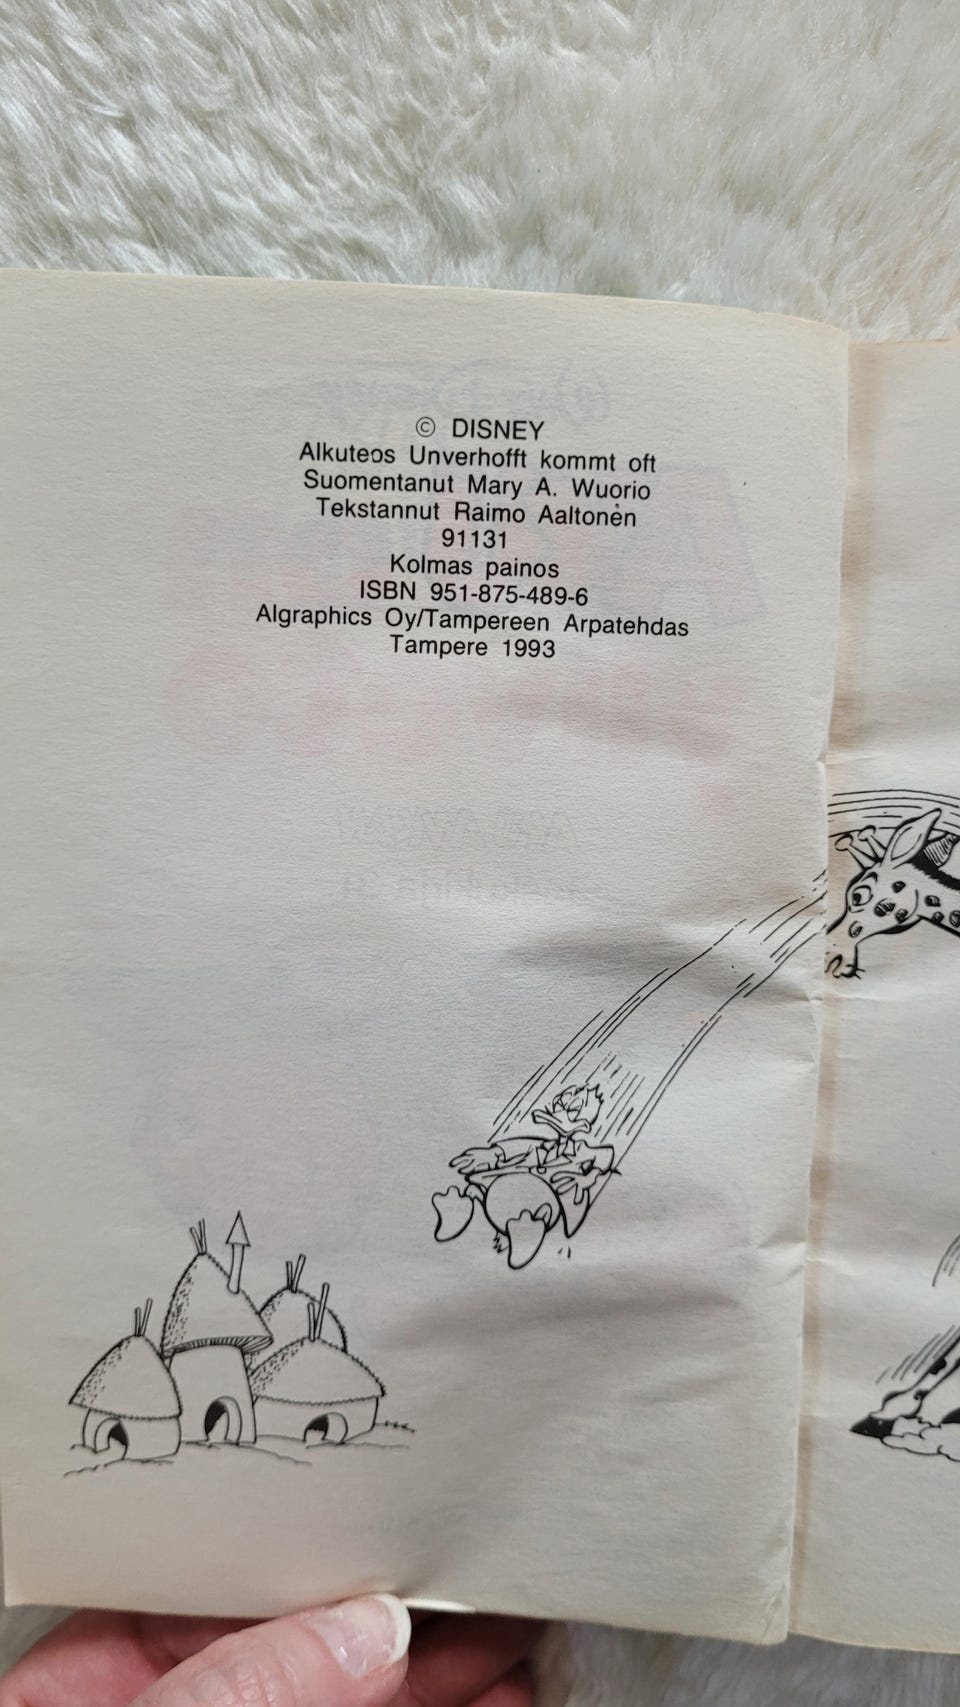 © DISNEY
Alkuteos Unverhofft kommt oft
Suomentanut Mary A. Wuorio
Tekstannut Raimo Aaltonen
91131
Kolmas painos
ISBN 951-875-489-6
Algraphics Oy/Tampereen Arpatehdas
Tampere 1993